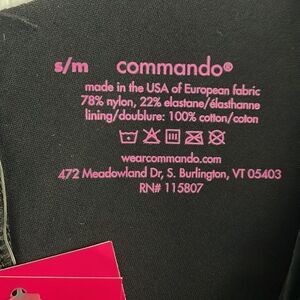 s/m commando®
made in the USA of European fabric
78% nylon, 22% elastane/élasthanne
lining/doublure: 100% cotton/coton
wearcommando.com
472 Meadowland Dr, S. Burlington, VT 05403
RN# 115807